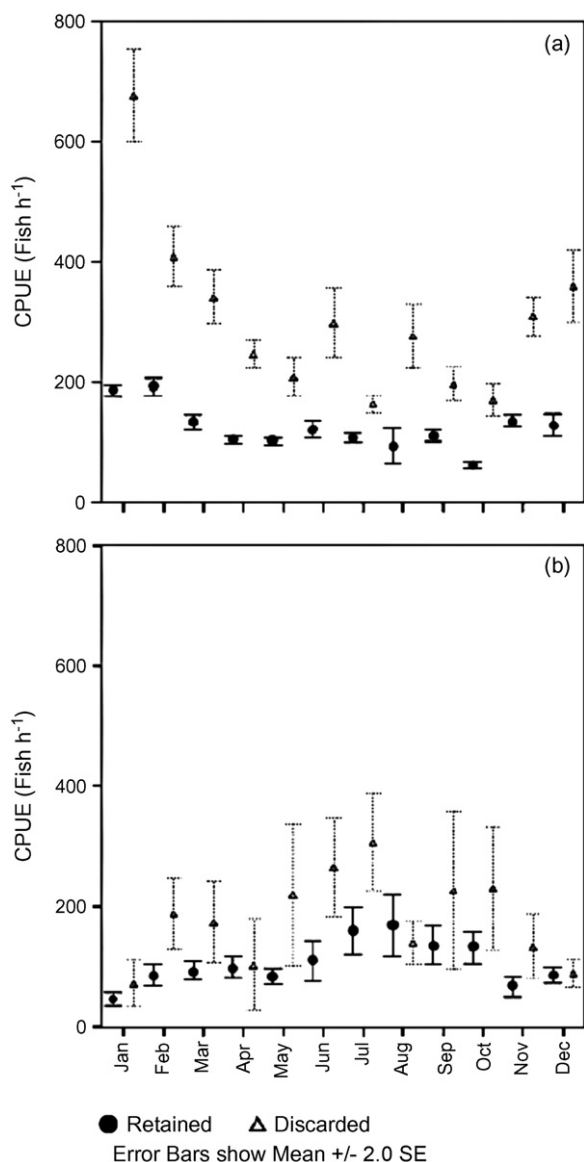 800
(a)
600
CPUE (Fish h-1)
400
200
0
800
(b)
600
CPUE (Fish h-1)
400
200
0
Jan Feb Mar Apr May Jun Jul Aug Sep Oct Nov Dec
Retained Discarded
Error Bars show Mean +/- 2.0 SE